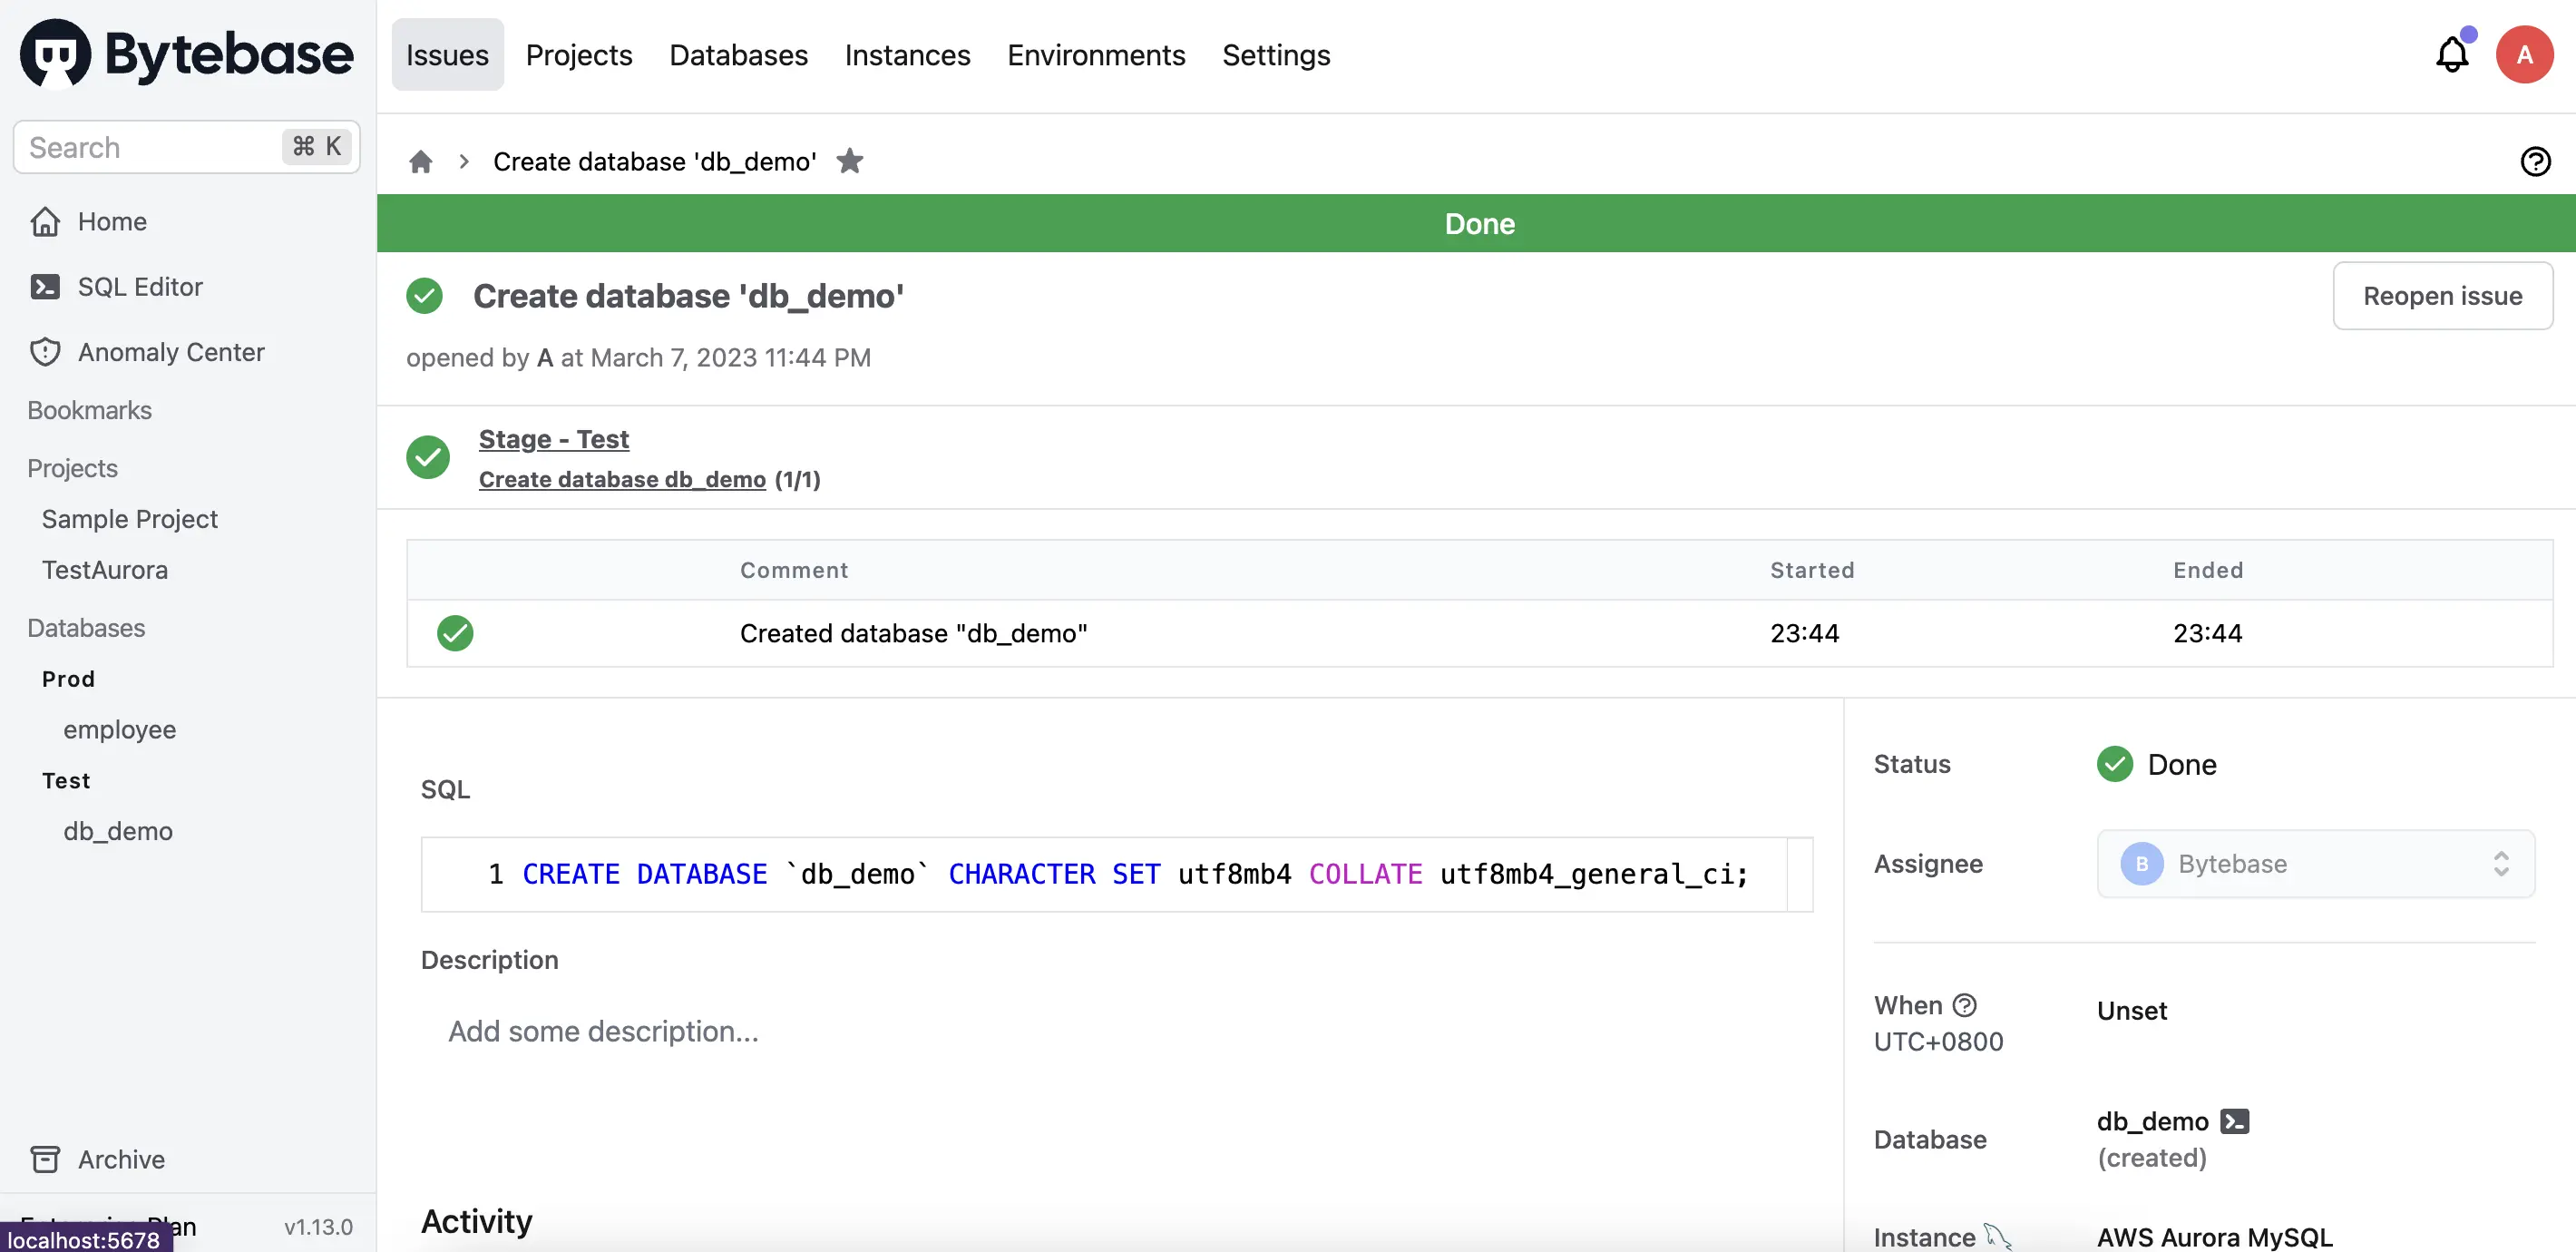 Bytebase
Issues Projects Databases Instances Environments Settings
A
Search ⌘ K
Home
SQL Editor
Anomaly Center
Bookmarks
Projects
Sample Project
TestAurora
Databases
Prod
employee
Test
db_demo
Archive
Plan v1.13.0
localhost:5678
Create database 'db_demo'
Done
Create database 'db_demo'
Reopen issue
opened by A at March 7, 2023 11:44 PM
Stage - Test
Create database db_demo (1/1)
Comment Started Ended
Created database "db_demo" 23:44 23:44
SQL
1 CREATE DATABASE `db_demo` CHARACTER SET utf8mb4 COLLATE utf8mb4_general_ci;
Description
Add some description...
Activity
Status Done
Assignee B Bytebase
When Unset
UTC+0800
Database db_demo
(created)
Instance AWS Aurora MySQL